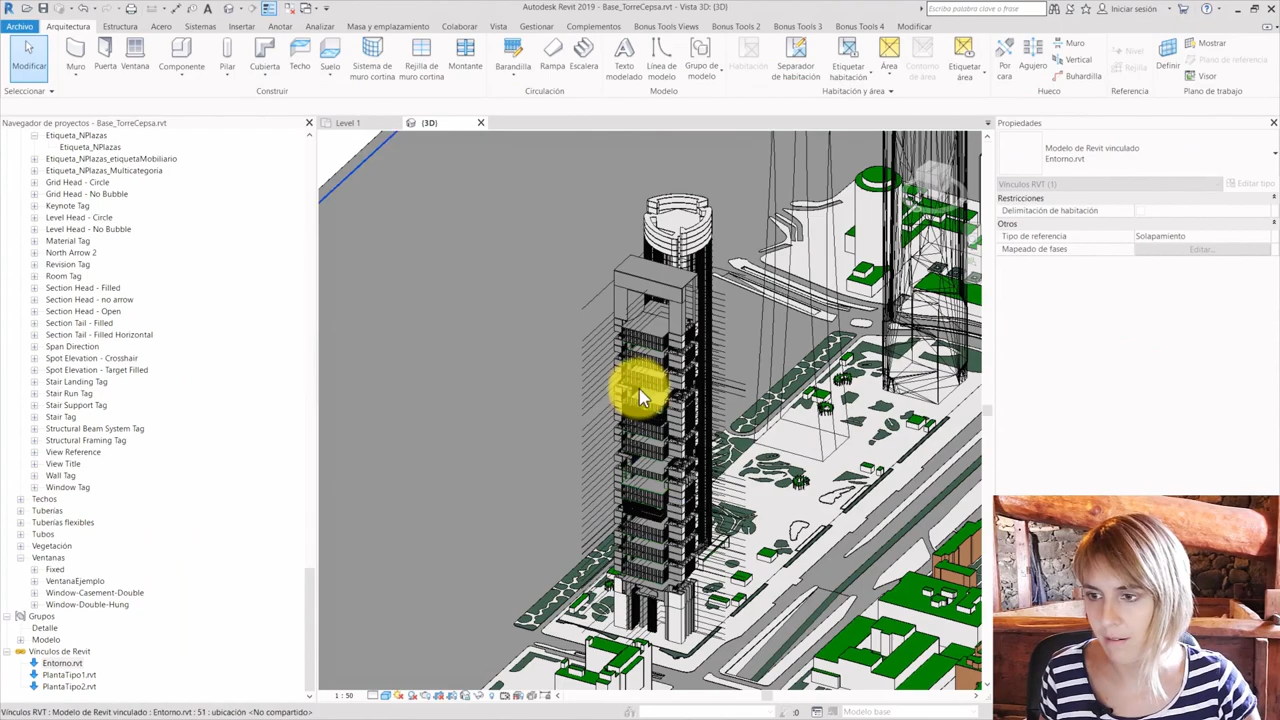 Autodesk Revit 2019 - Base_TorreCepsa.rvt - Vista 3D: {3D}
Escriba palabra clave o frase
Iniciar sesión
Archivo Arquitectura Estructura Acero Sistemas Insertar Anotar Masa y emplazamiento Colaborar Vista Gestionar Complementos Bonus Tools Views Bonus Tools 2 Bonus Tools 3 Bonus Tools 4 Analizar Modificar
Modificar
Muro
Puerta
Ventana
Componente
Pilar
Cubierta
Techo
Suelo
Sistema de
muro cortina
Rejilla de
muro cortina
Montante
Barandilla
Rampa
Escalera
Texto
modelado
Línea de
modelo
Grupo de
modelo
Habitación
Separador
de habitación
Etiquetar
habitación
Área
Contorno
de área
Etiquetar
área
Por
cara
Agujero
Muro
Vertical
Buhardilla
Nivel
Rejilla
Definir
Mostrar
Plano de referencia
Visor
Seleccionar
Construir
Circulación
Modelo
Habitación y área
Hueco
Referencia
Plano de trabajo
Navegador de proyectos - Base_TorreCepsa.rvt
Etiqueta_NPlazas
Etiqueta_NPlazas
Etiqueta_NPlazas_etiquetaMobiliario
Etiqueta_NPlazas_Multicategoria
Grid Head - Circle
Grid Head - No Bubble
Keynote Tag
Level Head - Circle
Level Head - No Bubble
Material Tag
North Arrow 2
Revision Tag
Room Tag
Section Head - Filled
Section Head - no arrow
Section Head - Open
Section Tail - Filled
Section Tail - Filled Horizontal
Span Direction
Spot Elevation - Crosshair
Spot Elevation - Target Filled
Stair Landing Tag
Stair Run Tag
Stair Support Tag
Stair Tag
Structural Beam System Tag
Structural Framing Tag
View Reference
View Title
Wall Tag
Window Tag
Techos
Tuberías
Tuberías flexibles
Tubos
Vegetación
Ventanas
Fixed
VentanaEjemplo
Window-Casement-Double
Window-Double-Hung
Grupos
Detalle
Modelo
Vínculos de Revit
Entorno.rvt
PlantaTipo1.rvt
PlantaTipo2.rvt
Level 1
{3D}
1 : 50
Propiedades
Modelo de Revit vinculado
Entorno.rvt
Vínculos RVT (1)
Editar tipo
Restricciones
Delimitación de habitación
Otros
Tipo de referencia Solapamiento
Mapeado de fases Editar...
Vínculos RVT : Modelo de Revit vinculado : Entorno.rvt : 51 : ubicación <No compartido>
:0
Modelo base